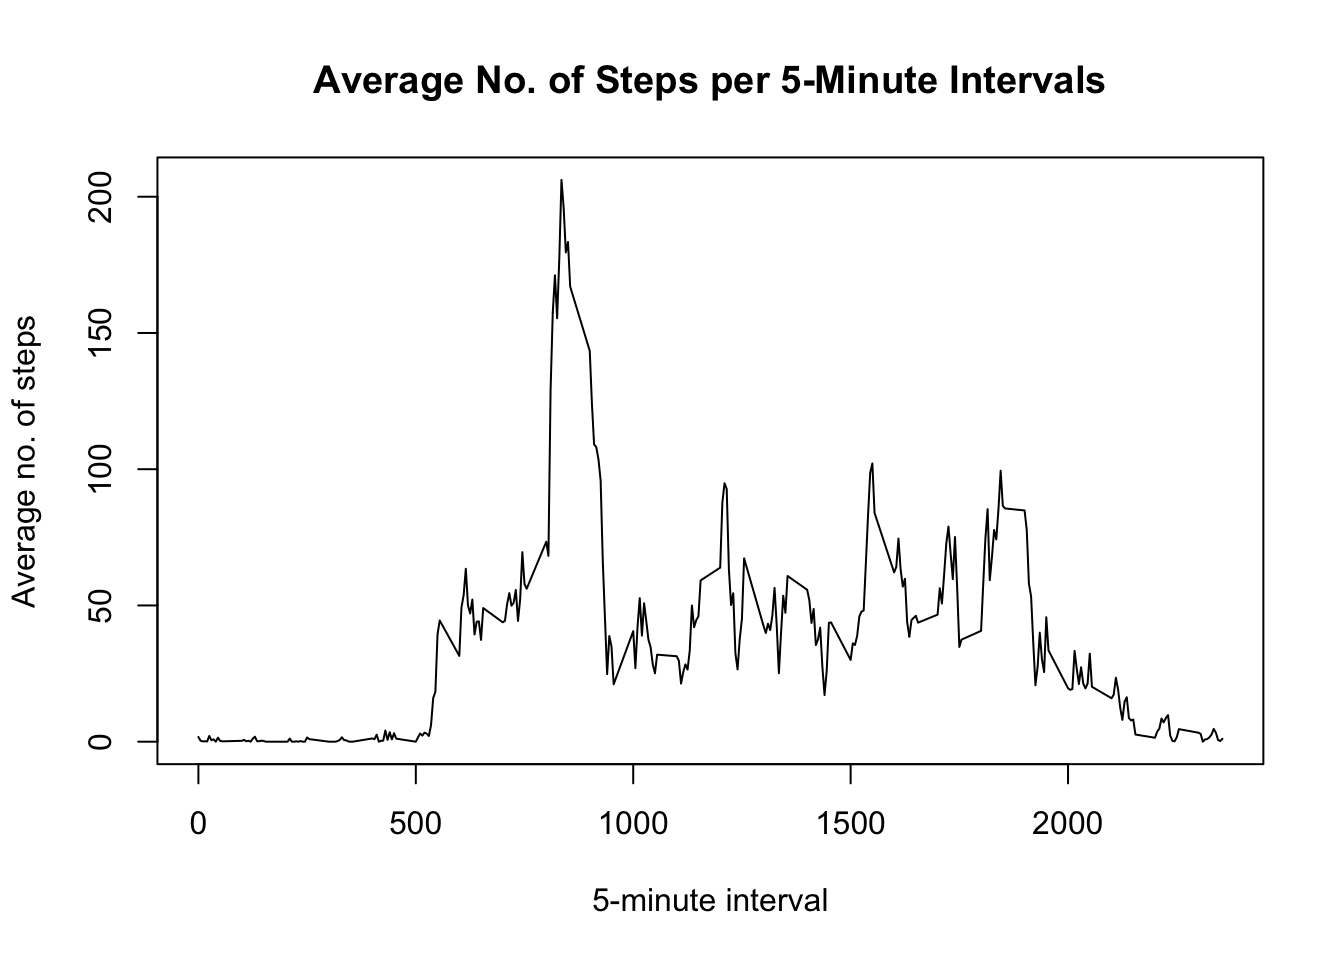 Average No. of Steps per 5-Minute Intervals
Average no. of steps
200
150
100
50
0
0 500 1000 1500 2000
5-minute interval